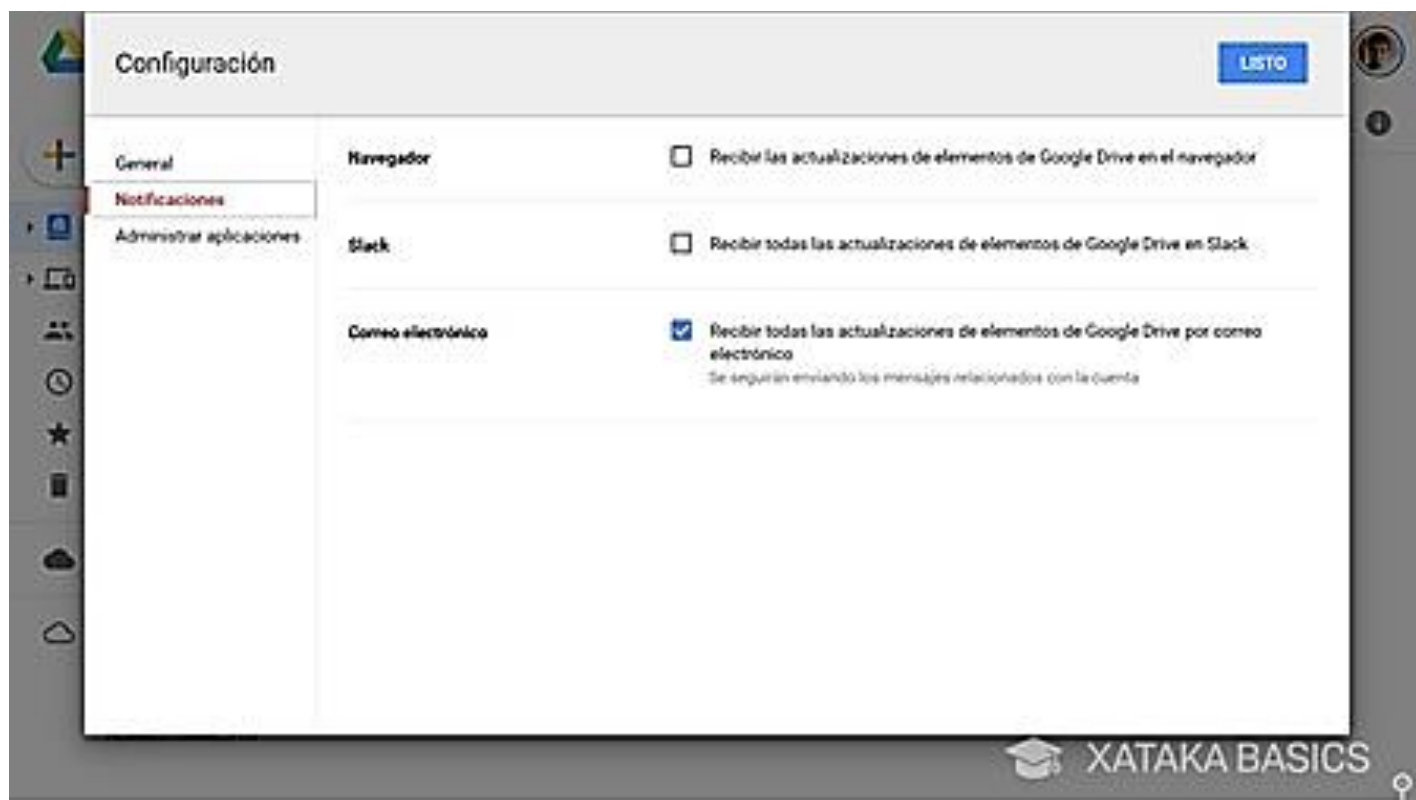 Configuración
LISTO
General
Notificaciones
Administrar aplicaciones
Navegador
Recibir las actualizaciones de elementos de Google Drive en el navegador
Slack
Recibir todas las actualizaciones de elementos de Google Drive en Slack
Correo electrónico
Recibir todas las actualizaciones de elementos de Google Drive por correo
electrónico
Se seguirán enviando los mensajes relacionados con la cuenta
XATAKA BASICS